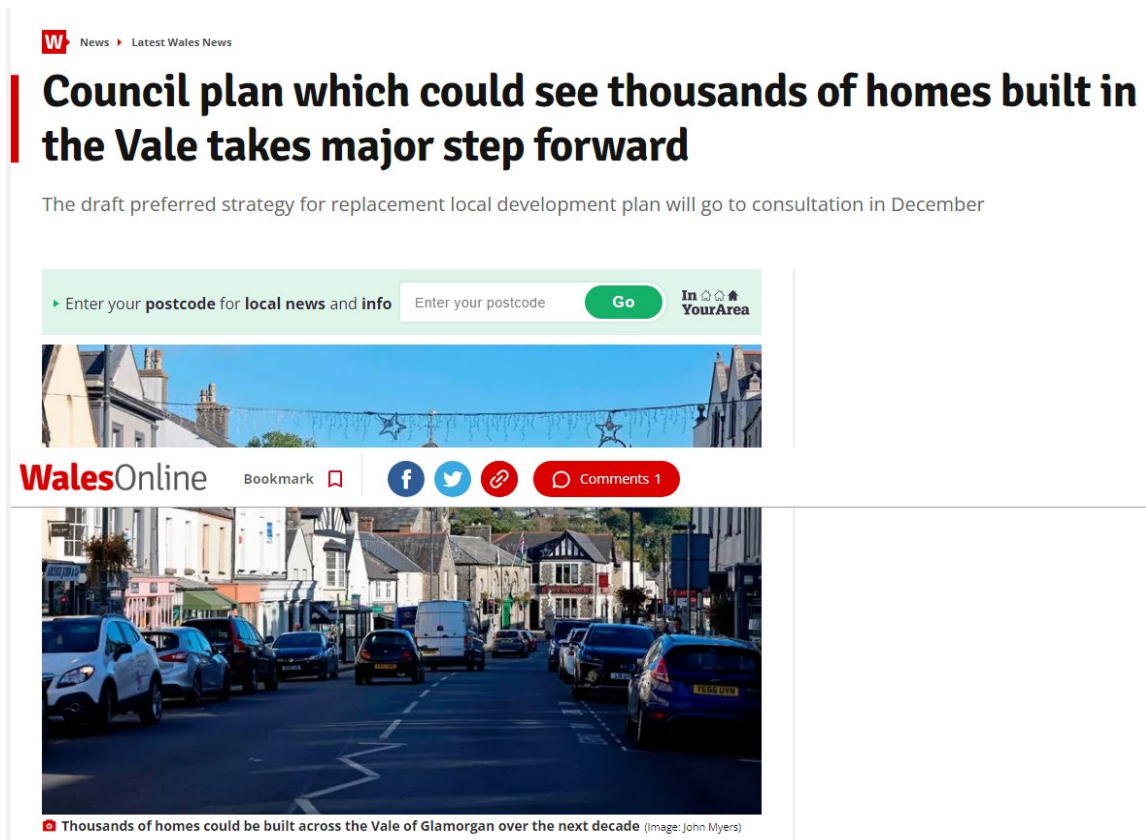 W News Latest Wales News
Council plan which could see thousands of homes built in
the Vale takes major step forward
The draft preferred strategy for replacement local development plan will go to consultation in December
Enter your postcode for local news and info Enter your postcode Go In YourArea
WalesOnline Bookmark f Comments 1
YE66 UVN
Thousands of homes could be built across the Vale of Glamorgan over the next decade (Image: John Myers)